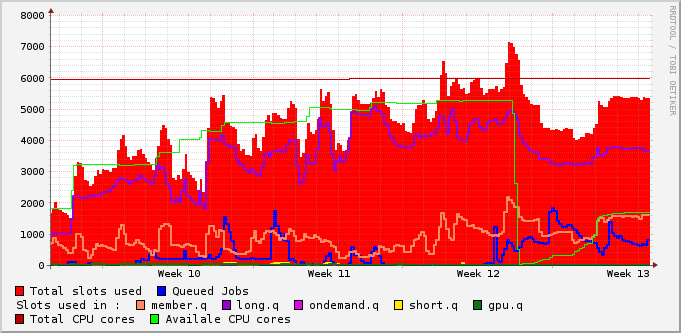 8000
7000
6000
5000
4000
3000
2000
1000
0
Week 10 Week 11 Week 12 Week 13
RRDTOOL / TOBI OETIKER
Total slots used Queued Jobs
Slots used in : member.q long.q ondemand.q short.q gpu.q
Total CPU cores Availale CPU cores